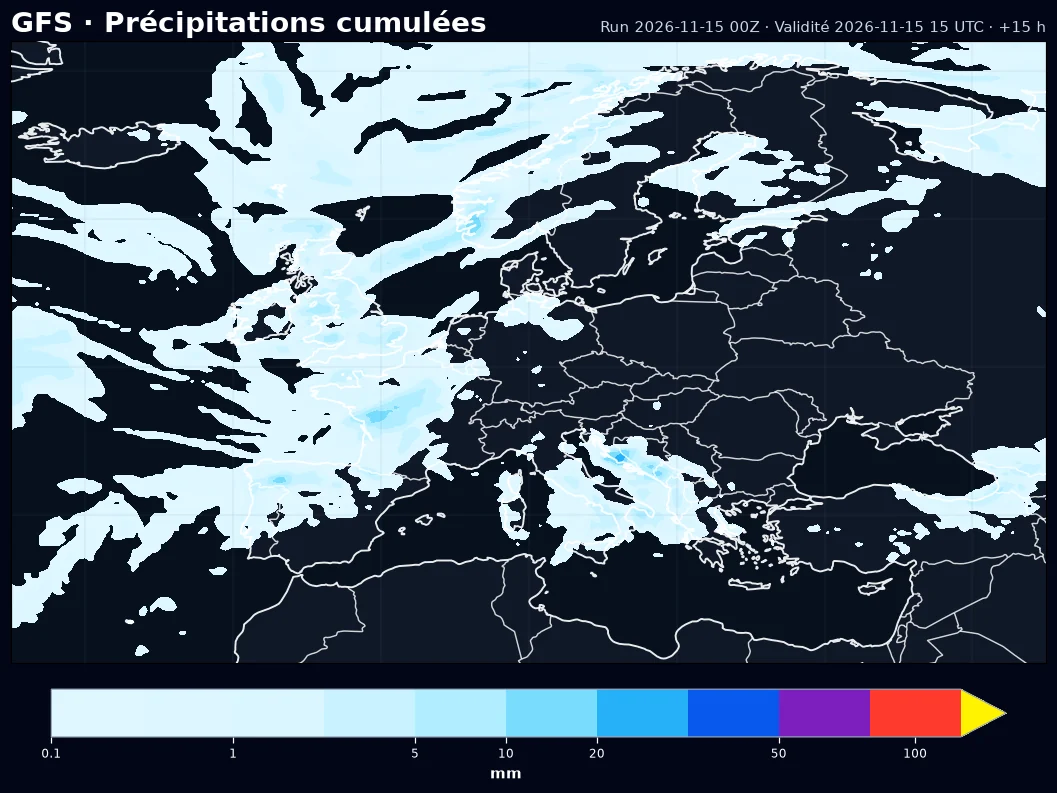 GFS · Précipitations cumulées
Run 2026-11-15 00Z · Validité 2026-11-15 15 UTC · +15 h
0.1 1 5 10 20 50 100
mm